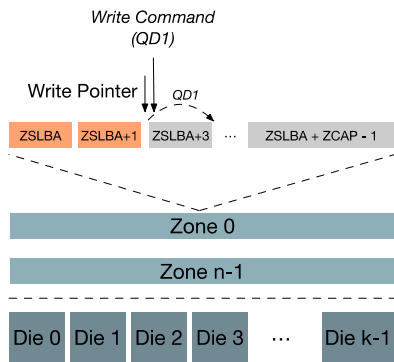 Write Command
(QD1)
Write Pointer
QD1
ZSLBA ZSLBA+1 ZSLBA+3 ... ZSLBA + ZCAP - 1
Zone 0
Zone n-1
Die 0 Die 1 Die 2 Die 3 ... Die k-1